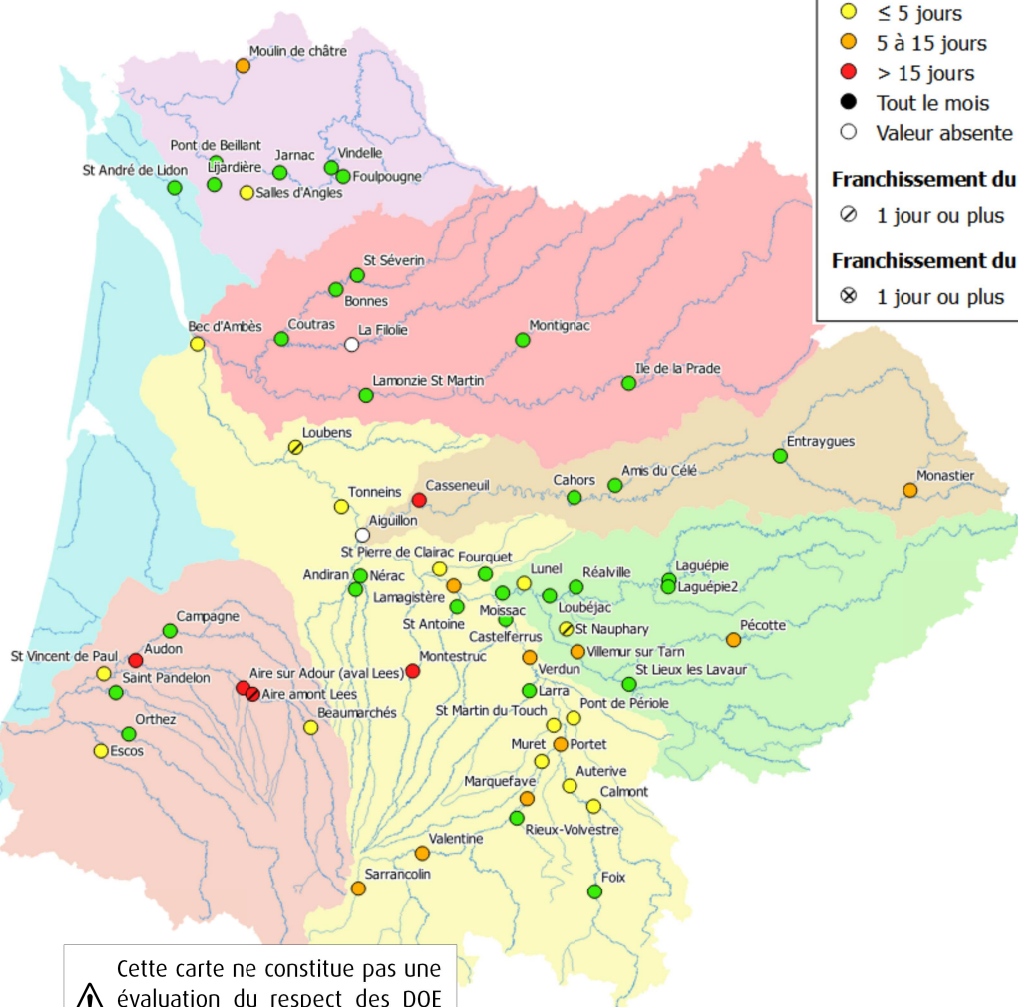 ≤ 5 jours
5 à 15 jours
> 15 jours
Tout le mois
Valeur absente
Franchissement du
1 jour ou plus
Franchissement du
1 jour ou plus
Moulin de châtre
Pont de Beillant
Lijardière
Jarnac
Vindelle
St André de Lidon
Foulpougne
Salles d'Angles
St Séverin
Bonnes
Bec d'Ambès
Coutras
La Filolie
Montignac
Ile de la Prade
Lamonzie St Martin
Loubens
Entraygues
Amis du Célé
Monastier
Cahors
Casseneuil
Tonneins
Aiguillon
St Pierre de Clairac
Fourquet
Andiran
Nérac
Lunel
Réalville
Laguépie
Laguépie2
Lamagistère
Moissac
Loubéjac
St Antoine
Castelferrus
St Nauphary
Pécotte
Campagne
Audon
St Vincent de Paul
Saint Pandelon
Villemur sur Tarn
Montestruc
Verdun
St Lieux les Lavaur
Aire sur Adour (aval Lees)
Aire amont Lees
Larra
Pont de Périole
St Martin du Touch
Beaumarchés
Orthez
Escos
Muret
Portet
Auterive
Marquefave
Calmont
Rieux-Volvestre
Valentine
Sarrancolin
Foix
Cette carte ne constitue pas une
évaluation du respect des DOE